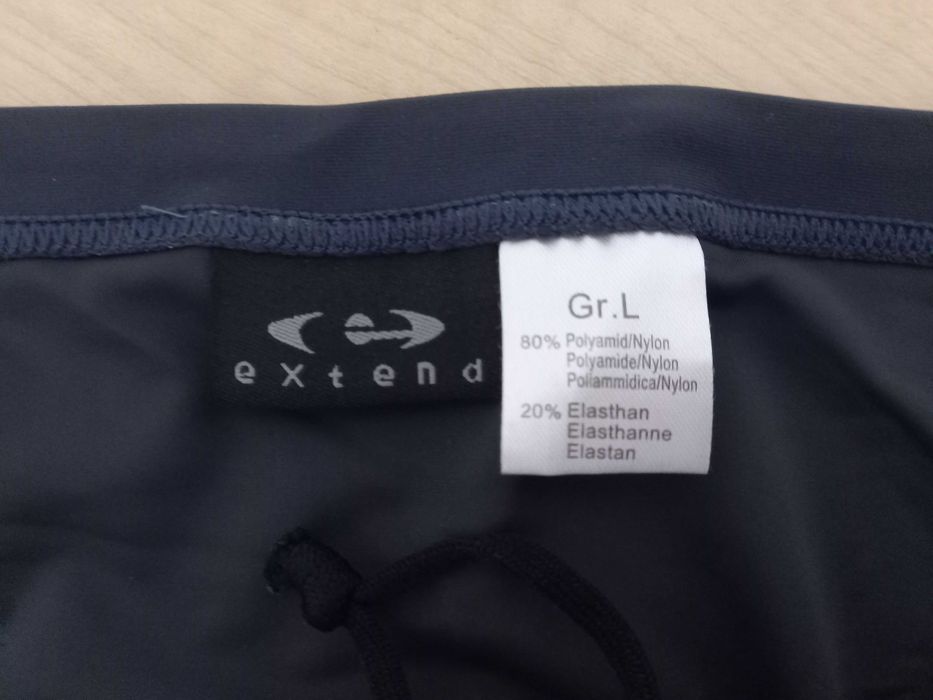 extend
Gr.L
80% Polyamid/Nylon
Polyamide/Nylon
Poliammidica/Nylon
20% Elasthan
Elasthanne
Elastan